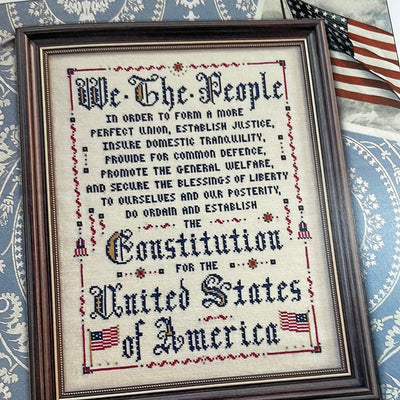 We · The · People
IN ORDER TO FORM A MORE
PERFECT UNION, ESTABLISH JUSTICE,
INSURE DOMESTIC TRANQUILITY,
PROVIDE FOR COMMON DEFENCE,
PROMOTE THE GENERAL WELFARE,
AND SECURE THE BLESSINGS OF LIBERTY
TO OURSELVES AND OUR POSTERITY,
DO ORDAIN AND ESTABLISH
THE
Constitution
FOR THE
United States
of America